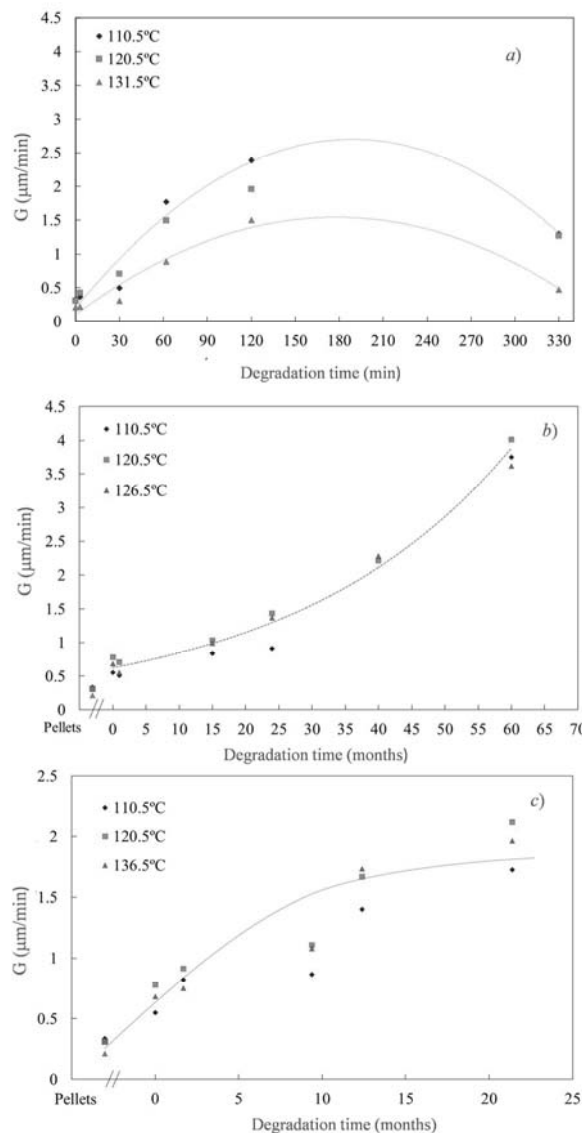 4.5
110.5ºC
a)
4
120.5ºC
3.5
131.5ºC
3
G (µm/min)
2.5
2
1.5
1
0.5
0
0 30 60 90 120 150 180 210 240 270 300 330
Degradation time (min)
4.5
b)
4
110.5ºC
3.5
120.5ºC
3
126.5ºC
G (µm/min)
2.5
2
1.5
1
0.5
0
Pellets 0 5 10 15 20 25 30 35 40 45 50 55 60 65 70
Degradation time (months)
2.5
c)
110.5ºC
2
120.5ºC
136.5ºC
1.5
G (µm/min)
1
0.5
0
Pellets 0 5 10 15 20 25
Degradation time (months)